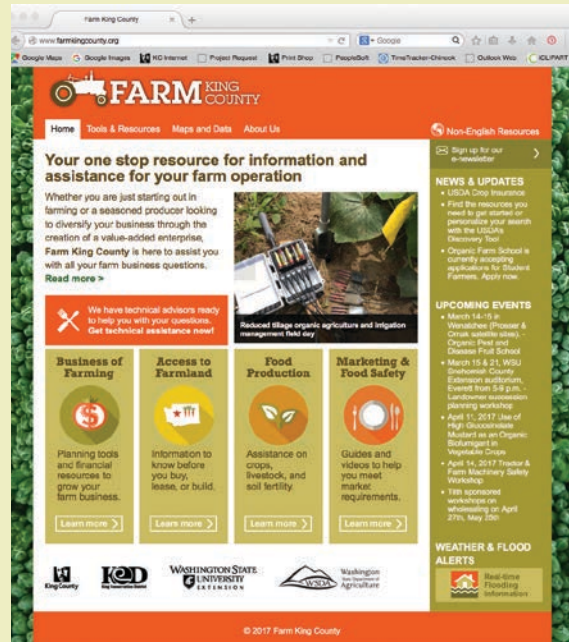 Farm King County
www.farmkingcounty.org
Google
Google Maps
Google Images
KC Internet
Project Request
Print Shop
PeopleSoft
TimeTracker-Chinook
Outlook Web
ICLIPART
FARM KING COUNTY
Home
Tools & Resources
Maps and Data
About Us
Non-English Resources
Your one stop resource for information and
assistance for your farm operation
Whether you are just starting out in
farming or a seasoned producer looking
to diversify your business through the
creation of a value-added enterprise,
Farm King County is here to assist you
with all your farm business questions.
Read more >
Reduced tillage organic agriculture and irrigation
management field day
We have technical advisors ready
to help you with your questions.
Get technical assistance now!
Business of
Farming
Planning tools
and financial
resources to
grow your
farm business.
Learn more >
Access to
Farmland
Information to
know before
you buy,
lease, or build.
Learn more >
Food
Production
Assistance on
crops,
livestock, and
soil fertility
Learn more >
Marketing &
Food Safety
Guides and
videos to help
you meet
market
requirements.
Learn more >
Sign up for our
e-newsletter
NEWS & UPDATES
• USDA Crop Insurance
• Find the resources you
need to get started or
personalize your search
with the USDA's
Discovery Tool
• Organic Farm School is
currently accepting
applications for Student
Farmers. Apply now.
UPCOMING EVENTS
• March 14-15 in
Wenatchee (Prosser &
Omak satellite sites). -
Organic Pest and
Disease Fruit School
• March 15 & 21, WSU
Snohomish County
Extension auditorium,
Everett from 5-9 p.m. -
Landowner succession
planning workshop
• April 11, 2017 Use of
High Glucosinolate
Mustard as an Organic
Biofumigant in
Vegetable Crops
• April 14, 2017 Tractor &
Farm Machinery Safety
Workshop
sponsored
workshops on
wholesaling on April
27th, May 25th
WEATHER & FLOOD
ALERTS
Real-time
Flooding
Information
King County
KCD
King Conservation District
WASHINGTON STATE
UNIVERSITY
EXTENSION
WSDA
Washington
State Department of
Agriculture
© 2017 Farm King County